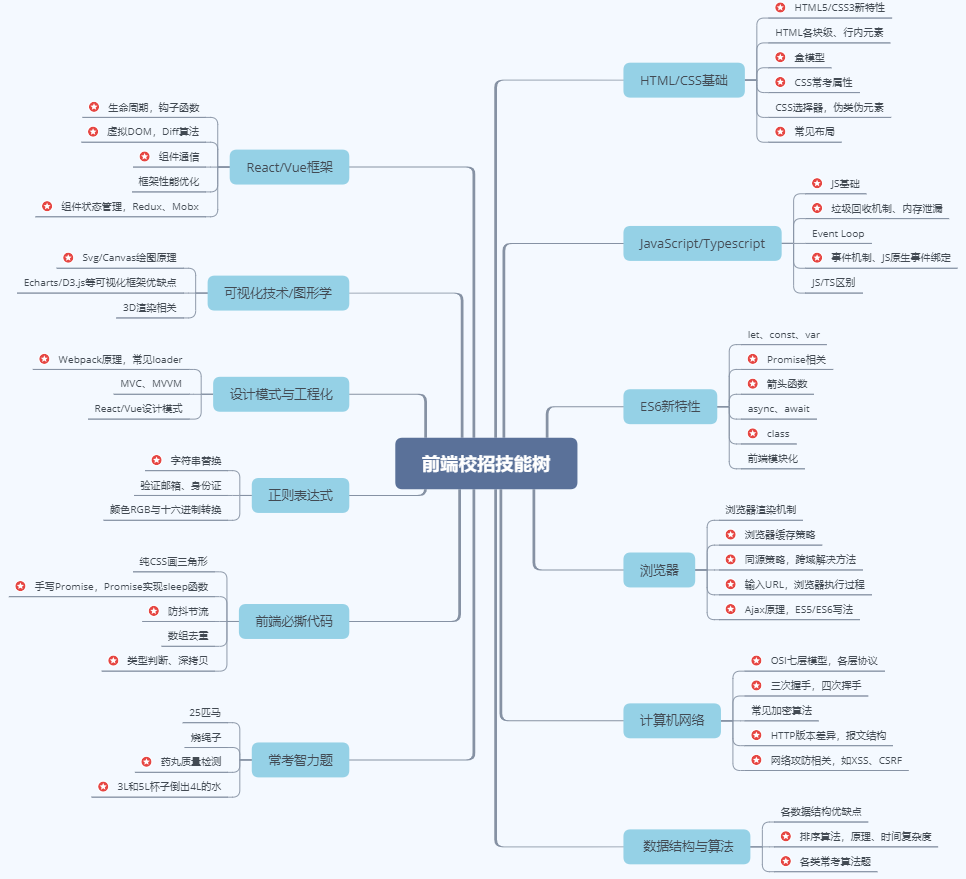 前端校招技能树
HTML/CSS基础
HTML5/CSS3新特性
HTML各块级、行内元素
盒模型
CSS常考属性
CSS选择器，伪类伪元素
常见布局
JavaScript/Typescript
JS基础
垃圾回收机制、内存泄漏
Event Loop
事件机制、JS原生事件绑定
JS/TS区别
ES6新特性
let、const、var
Promise相关
箭头函数
async、await
class
前端模块化
浏览器
浏览器渲染机制
浏览器缓存策略
同源策略，跨域解决方法
输入URL，浏览器执行过程
Ajax原理，ES5/ES6写法
计算机网络
OSI七层模型，各层协议
三次握手，四次挥手
常见加密算法
HTTP版本差异，报文结构
网络攻防相关，如XSS、CSRF
数据结构与算法
各数据结构优缺点
排序算法，原理、时间复杂度
各类常考算法题
React/Vue框架
生命周期，钩子函数
虚拟DOM，Diff算法
组件通信
框架性能优化
组件状态管理，Redux、Mobx
可视化技术/图形学
Svg/Canvas绘图原理
Echarts/D3.js等可视化框架优缺点
3D渲染相关
设计模式与工程化
Webpack原理，常见loader
MVC、MVVM
React/Vue设计模式
正则表达式
字符串替换
验证邮箱、身份证
颜色RGB与十六进制转换
前端必撕代码
纯CSS画三角形
手写Promise，Promise实现sleep函数
防抖节流
数组去重
类型判断、深拷贝
常考智力题
25匹马
烧绳子
药丸质量检测
3L和5L杯子倒出4L的水